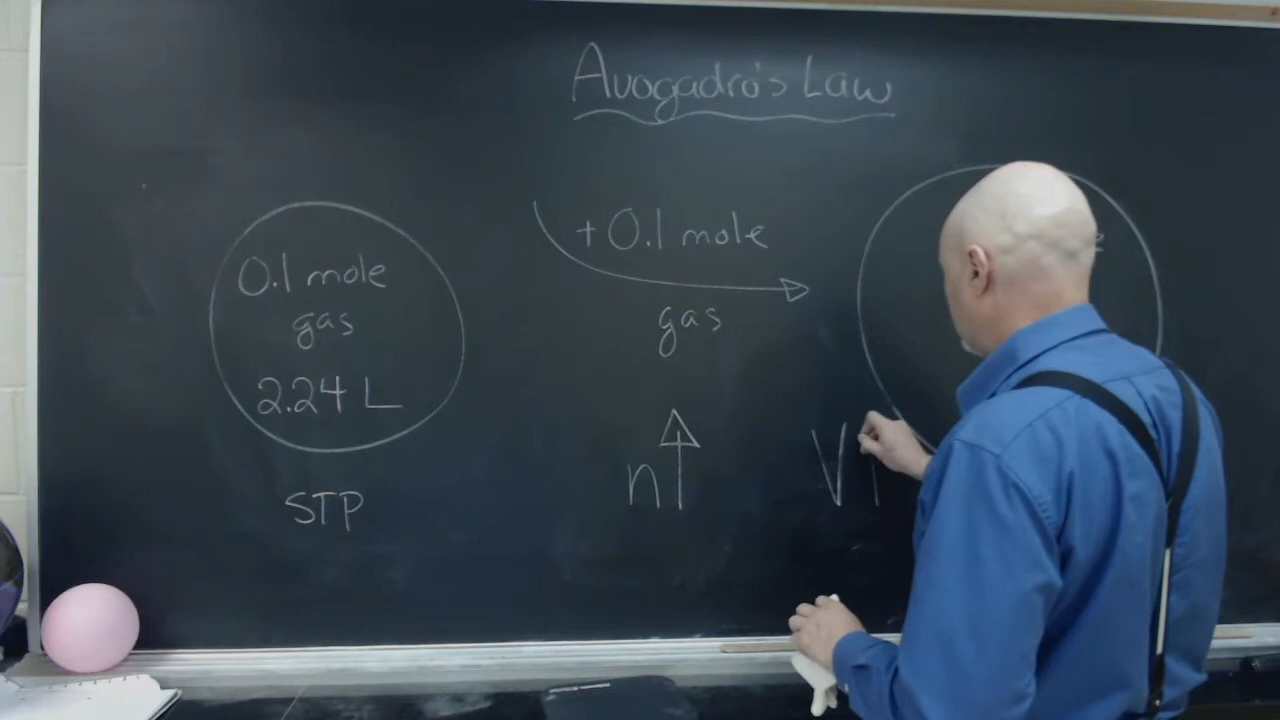 Avogadro's Law
0.1 mole
gas
2.24 L
STP
+0.1 mole
gas
n↑
V